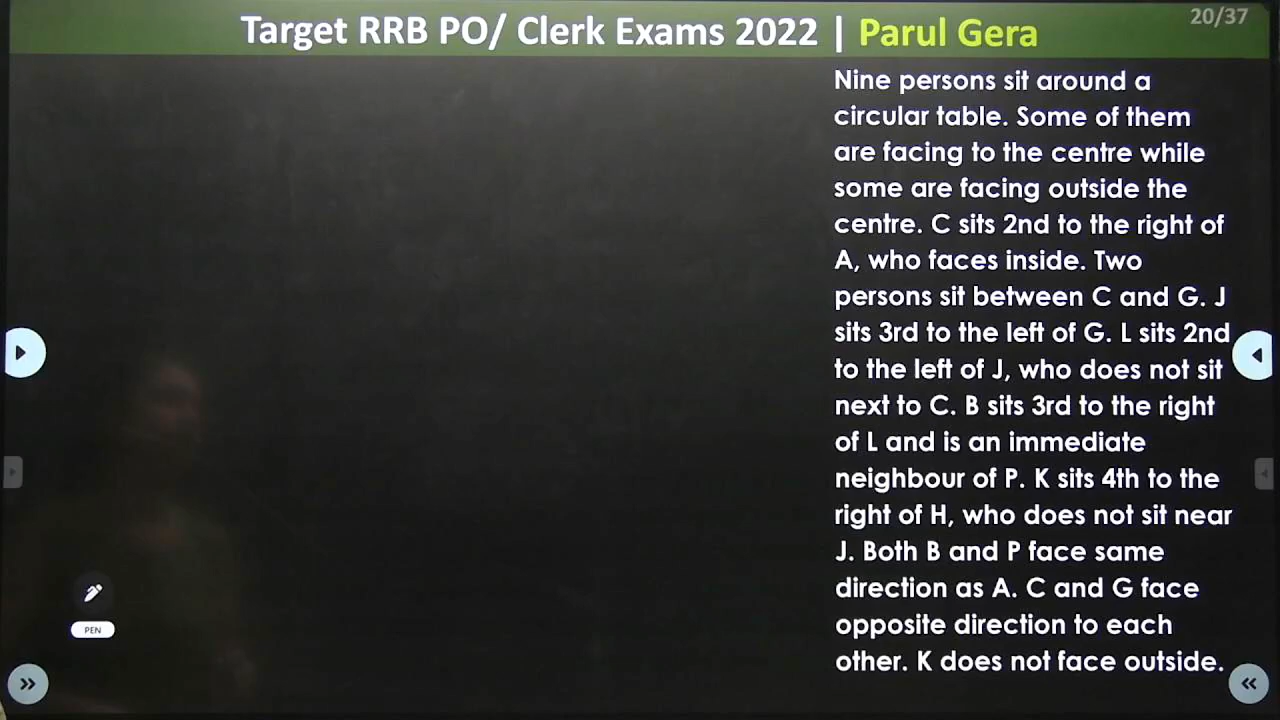 Target RRB PO/ Clerk Exams 2022 | Parul Gera
20/37
Nine persons sit around a
circular table. Some of them
are facing to the centre while
some are facing outside the
centre. C sits 2nd to the right of
A, who faces inside. Two
persons sit between C and G. J
sits 3rd to the left of G. L sits 2nd
to the left of J, who does not sit
next to C. B sits 3rd to the right
of L and is an immediate
neighbour of P. K sits 4th to the
right of H, who does not sit near
J. Both B and P face same
direction as A. C and G face
opposite direction to each
other. K does not face outside.
PEN